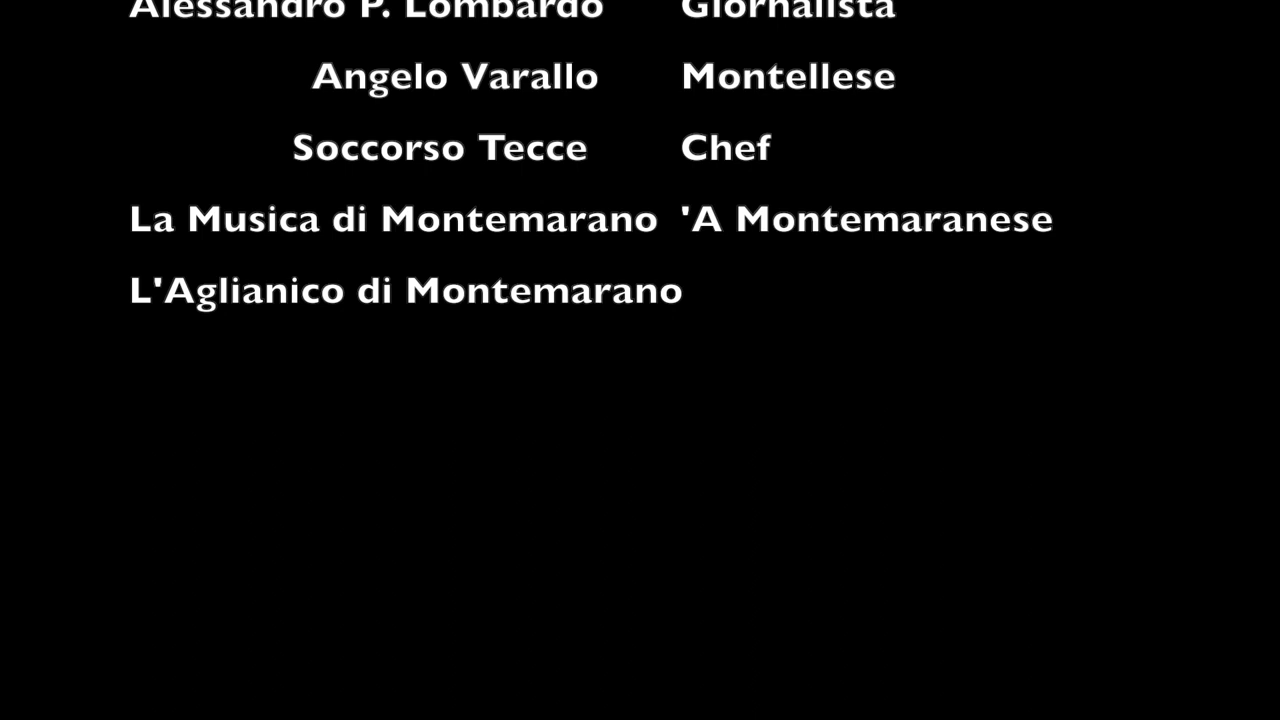 Alessandro P. Lombardo Giornalista
Angelo Varallo Montellese
Soccorso Tecce Chef
La Musica di Montemarano 'A Montemaranese
L'Aglianico di Montemarano